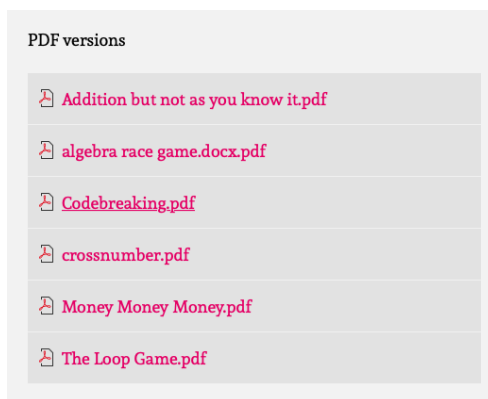 PDF versions
Addition but not as you know it.pdf
algebra race game.docx.pdf
Codebreaking.pdf
crossnumber.pdf
Money Money Money.pdf
The Loop Game.pdf